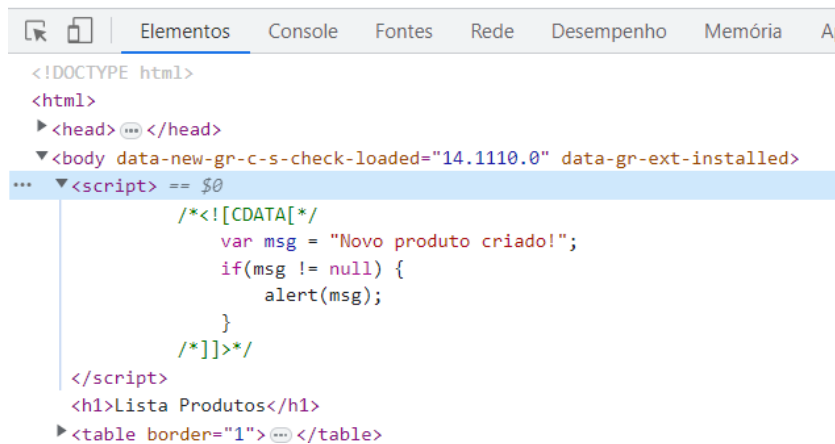 Elementos Console Fontes Rede Desempenho Memória
<!DOCTYPE html>
<html>
<head>…</head>
<body data-new-gr-c-s-check-loaded="14.1110.0" data-gr-ext-installed>
… <script> == $0
/*<![CDATA[*/
var msg = "Novo produto criado!";
if(msg != null) {
alert(msg);
}
/*]]>*/
</script>
<h1>Lista Produtos</h1>
<table border="1">…</table>